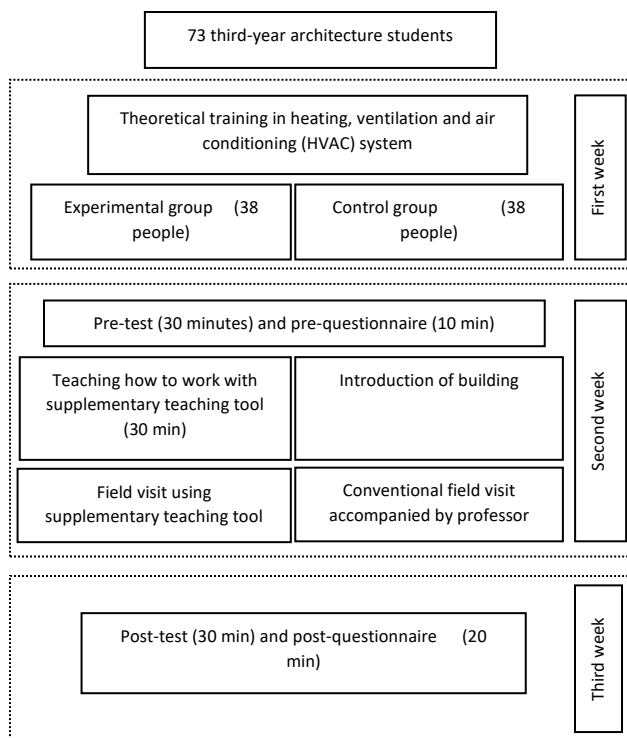 73 third-year architecture students
Theoretical training in heating, ventilation and air
conditioning (HVAC) system
First week
Experimental group (38
people)
Control group (38
people)
Pre-test (30 minutes) and pre-questionnaire (10 min)
Second week
Teaching how to work with
supplementary teaching tool
(30 min)
Introduction of building
Field visit using
supplementary teaching tool
Conventional field visit
accompanied by professor
Post-test (30 min) and post-questionnaire (20
min)
Third week